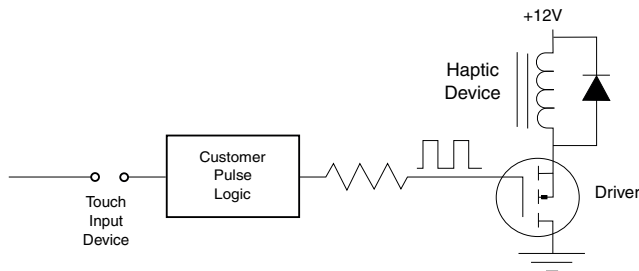 +12V
Haptic
Device
Customer
Pulse
Logic
Touch
Input
Device
Driver